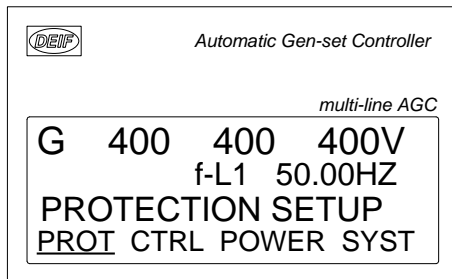 DEIF
Automatic Gen-set Controller
multi-line AGC
G 400 400 400V
f-L1 50.00HZ
PROTECTION SETUP
PROT CTRL POWER SYST